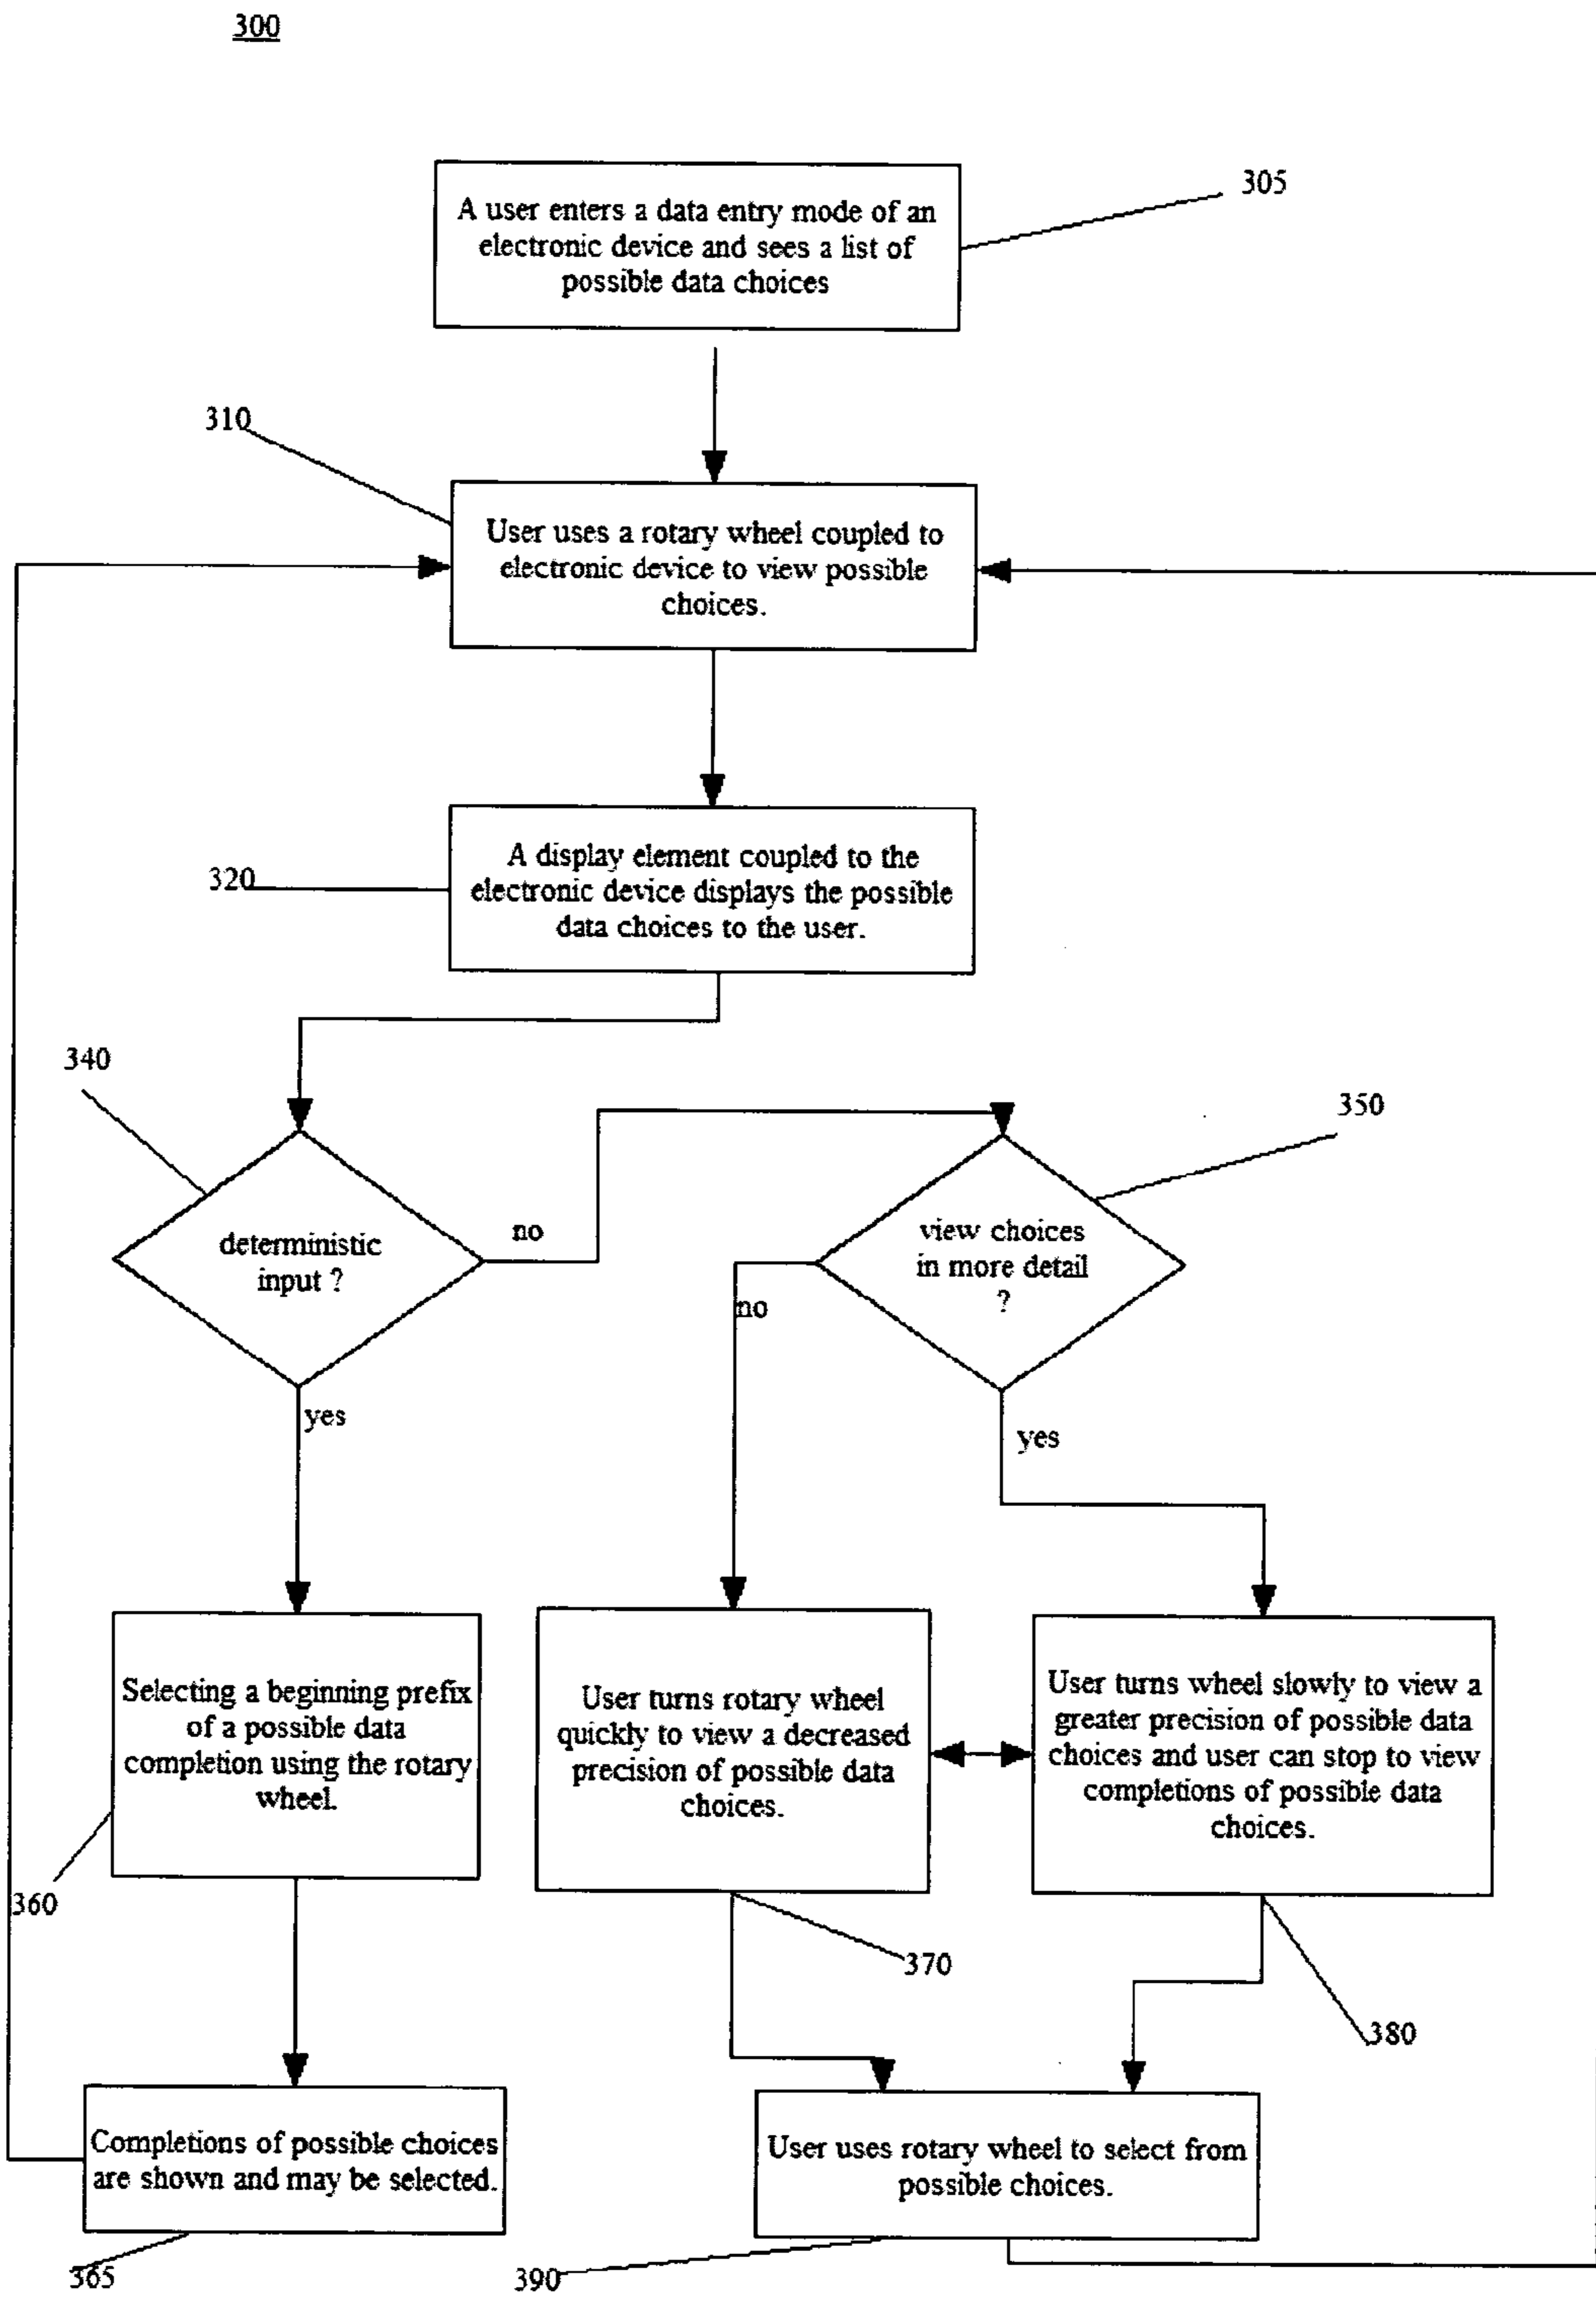 300
A user enters a data entry mode of an
electronic device and sees a list of
possible data choices
305
310
User uses a rotary wheel coupled to
electronic device to view possible
choices.
320
A display element coupled to the
electronic device displays the possible
data choices to the user.
340
350
deterministic
input ?
no
view choices
in more detail
?
no
yes
yes
Selecting a beginning prefix
of a possible data
completion using the rotary
wheel.
360
User turns rotary wheel
quickly to view a decreased
precision of possible data
choices.
370
User turns wheel slowly to view a
greater precision of possible data
choices and user can stop to view
completions of possible data
choices.
380
Completions of possible choices
are shown and may be selected.
365
User uses rotary wheel to select from
possible choices.
390